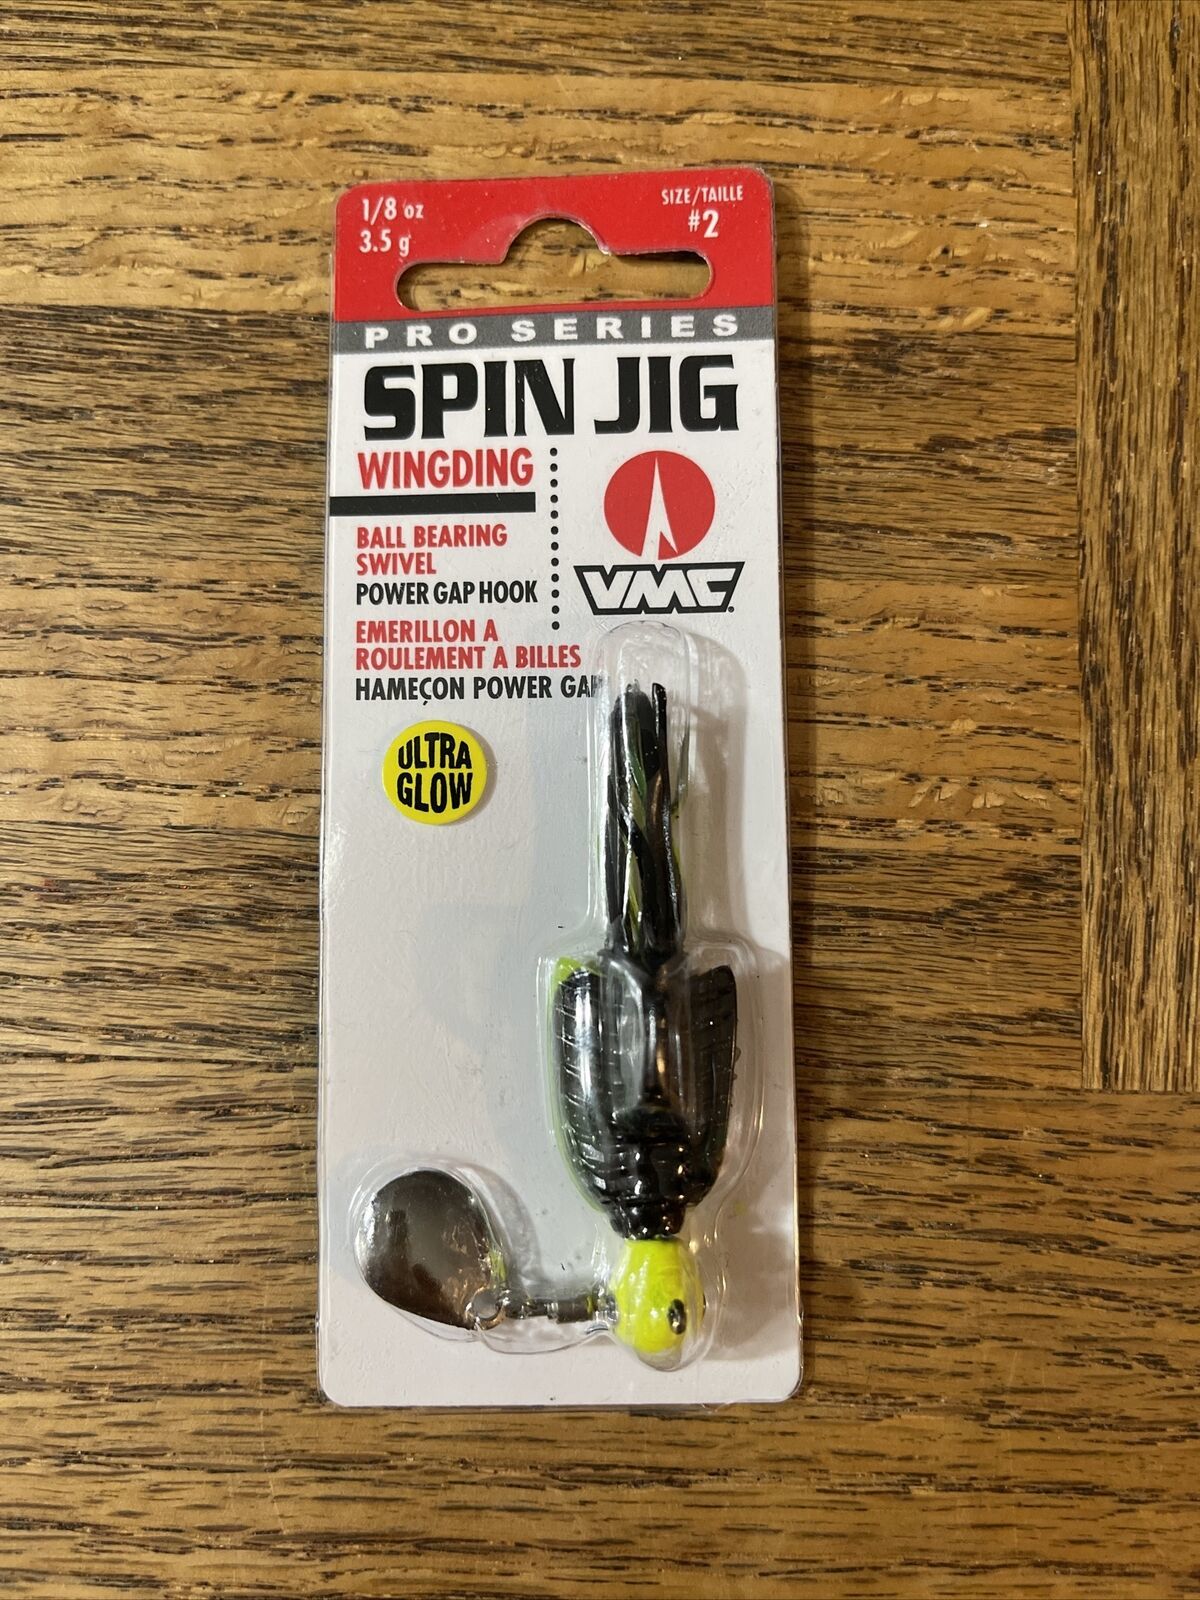 1/8 oz
3.5 g
SIZE/TAILLE
#2
PRO SERIES
SPIN JIG
WINGDING
BALL BEARING
SWIVEL
POWER GAP HOOK
VMC®
EMERILLON A
ROULEMENT A BILLES
HAMEÇON POWER GAP
ULTRA
GLOW